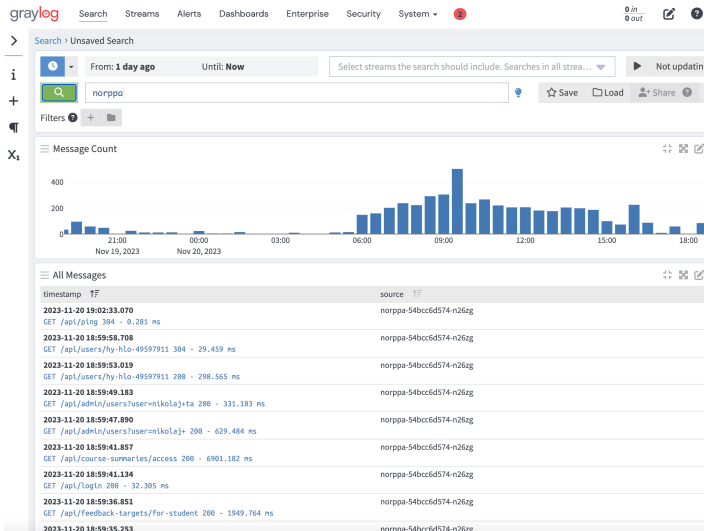 graylog Search Streams Alerts Dashboards Enterprise Security System 2 0 in
0 out
Search > Unsaved Search
From: 1 day ago Until: Now Select streams the search should include. Searches in all strea... Not updatin
norppa Save Load Share
Filters
Message Count
400
200
0
21:00 00:00 03:00 06:00 09:00 12:00 15:00 18:00
Nov 19, 2023 Nov 20, 2023
All Messages
timestamp source
2023-11-20 19:02:33.070 norppa-54bcc6d574-n26zg
GET /api/ping 304 - 0.281 ms
2023-11-20 18:59:58.708 norppa-54bcc6d574-n26zg
GET /api/users/hy-hlo-49597911 304 - 29.459 ms
2023-11-20 18:59:53.019 norppa-54bcc6d574-n26zg
GET /api/users/hy-hlo-49597911 200 - 298.565 ms
2023-11-20 18:59:49.183 norppa-54bcc6d574-n26zg
GET /api/admin/users?user=nikolaj+ta 200 - 331.183 ms
2023-11-20 18:59:47.890 norppa-54bcc6d574-n26zg
GET /api/admin/users?user=nikolaj+ 200 - 629.484 ms
2023-11-20 18:59:41.857 norppa-54bcc6d574-n26zg
GET /api/course-summaries/access 200 - 6901.182 ms
2023-11-20 18:59:41.134 norppa-54bcc6d574-n26zg
GET /api/login 200 - 32.305 ms
2023-11-20 18:59:36.851 norppa-54bcc6d574-n26zg
GET /api/feedback-targets/for-student 200 - 1949.764 ms
2023-11-20 18:59:35.253 norppa-54bcc6d574-n26zg